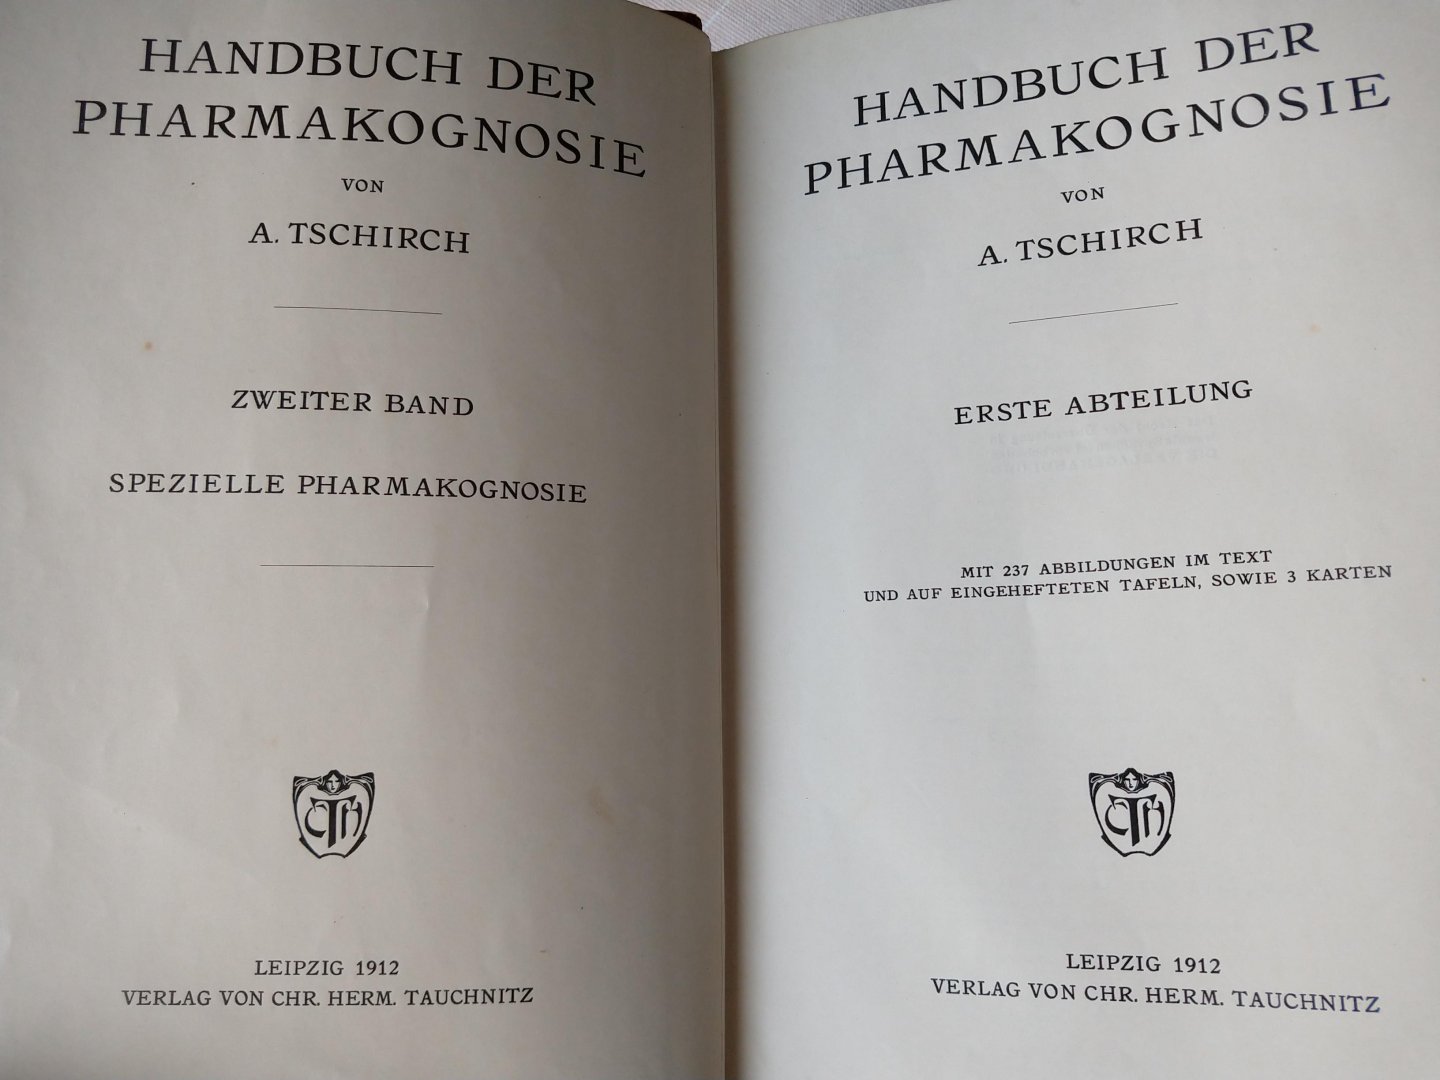 HANDBUCH DER
PHARMAKOGNOSIE
VON
A. TSCHIRCH
ZWEITER BAND
SPEZIELLE PHARMAKOGNOSIE
CTH
LEIPZIG 1912
VERLAG VON CHR. HERM. TAUCHNITZ
HANDBUCH DER
PHARMAKOGNOSIE
VON
A. TSCHIRCH
ERSTE ABTEILUNG
MIT 237 ABBILDUNGEN IM TEXT
UND AUF EINGEHEFTETEN TAFELN, SOWIE 3 KARTEN
CTH
LEIPZIG 1912
VERLAG VON CHR. HERM. TAUCHNITZ